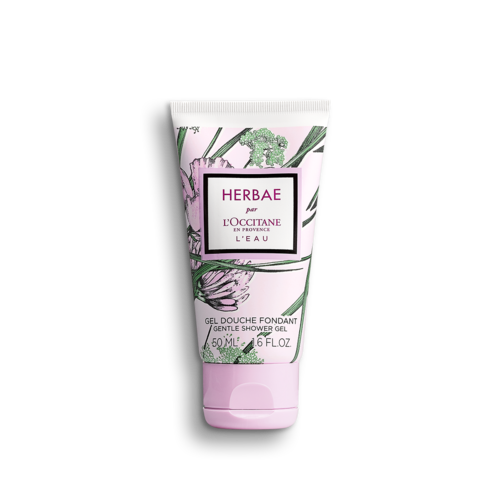 HERBAE
par
L'OCCITANE
EN PROVENCE
L'EAU
GEL DOUCHE FONDANT
GENTLE SHOWER GEL
50 ML - 1.6 FL.OZ